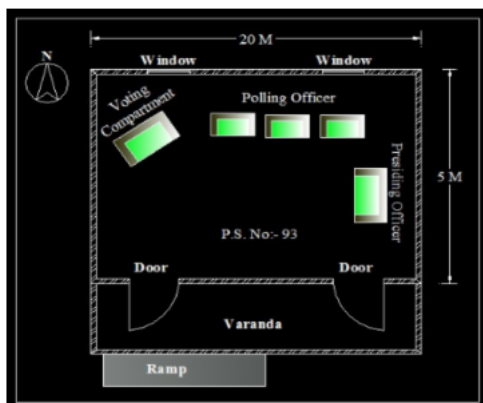 20 M
N
Window
Window
Voting
Compartment
Polling Officer
Presiding Officer
5 M
P.S. No:- 93
Door
Door
Varanda
Ramp